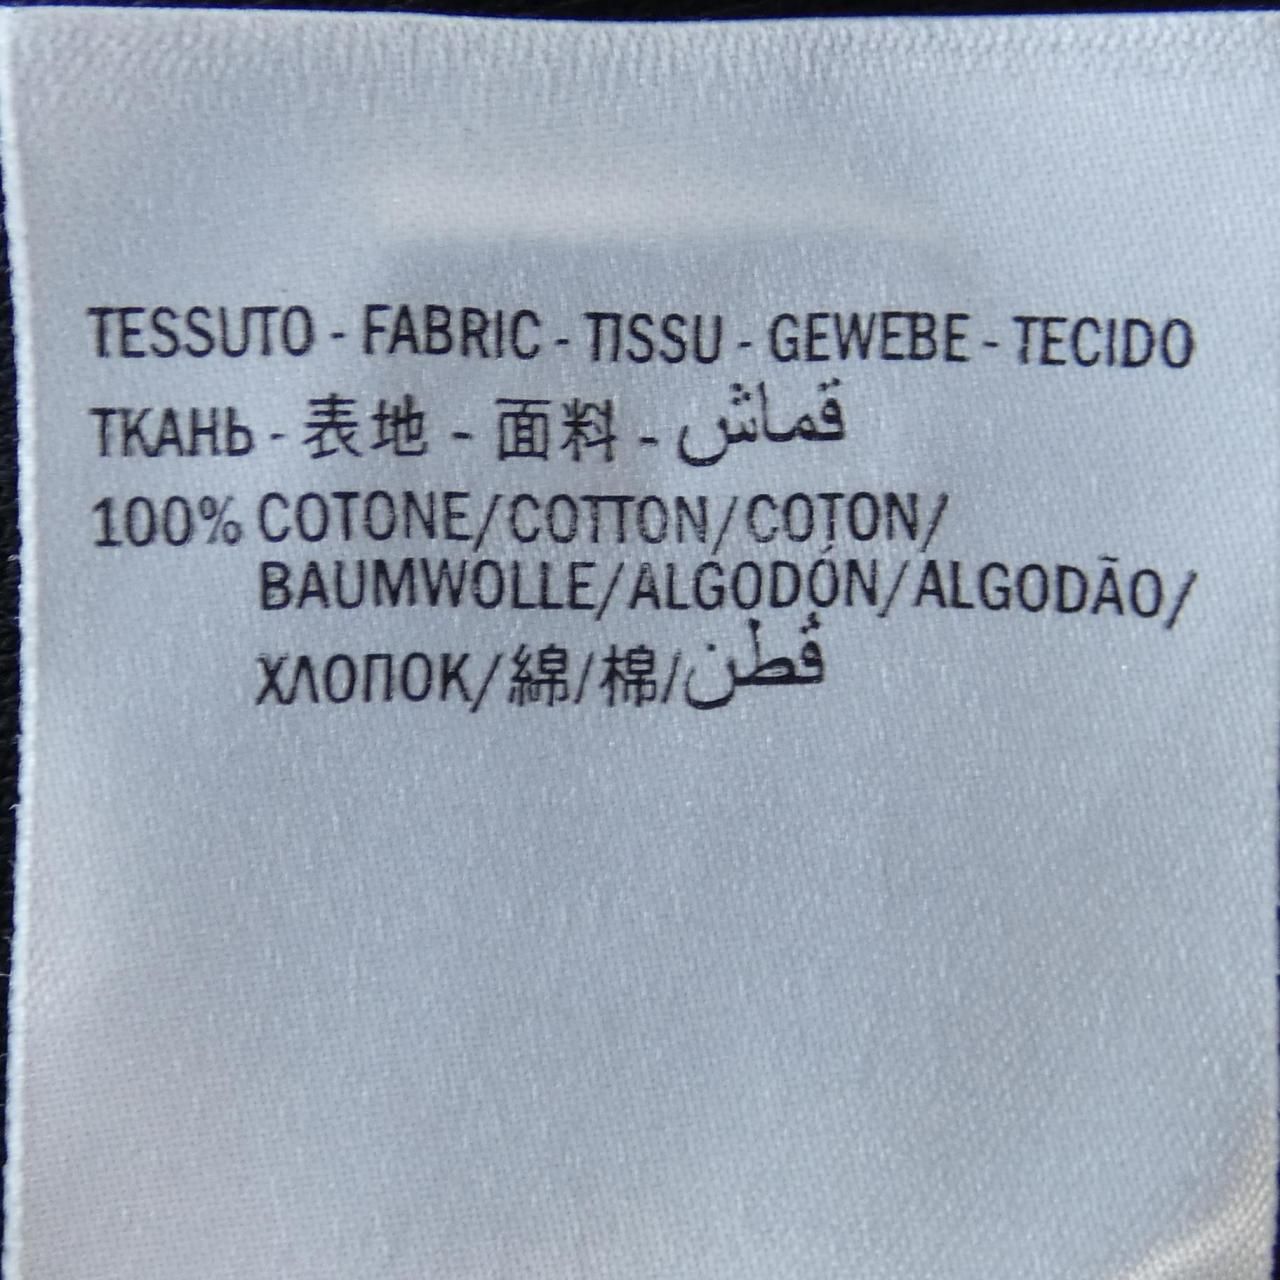 TESSUTO - FABRIC - TISSU - GEWEBE - TECIDO
ТКАНЬ - 表地 - 面料 - قماش
100% COTONE/COTTON/COTON/
BAUMWOLLE/ALGODÓN/ALGODÃO/
ХЛОПОК/綿/棉/قطن